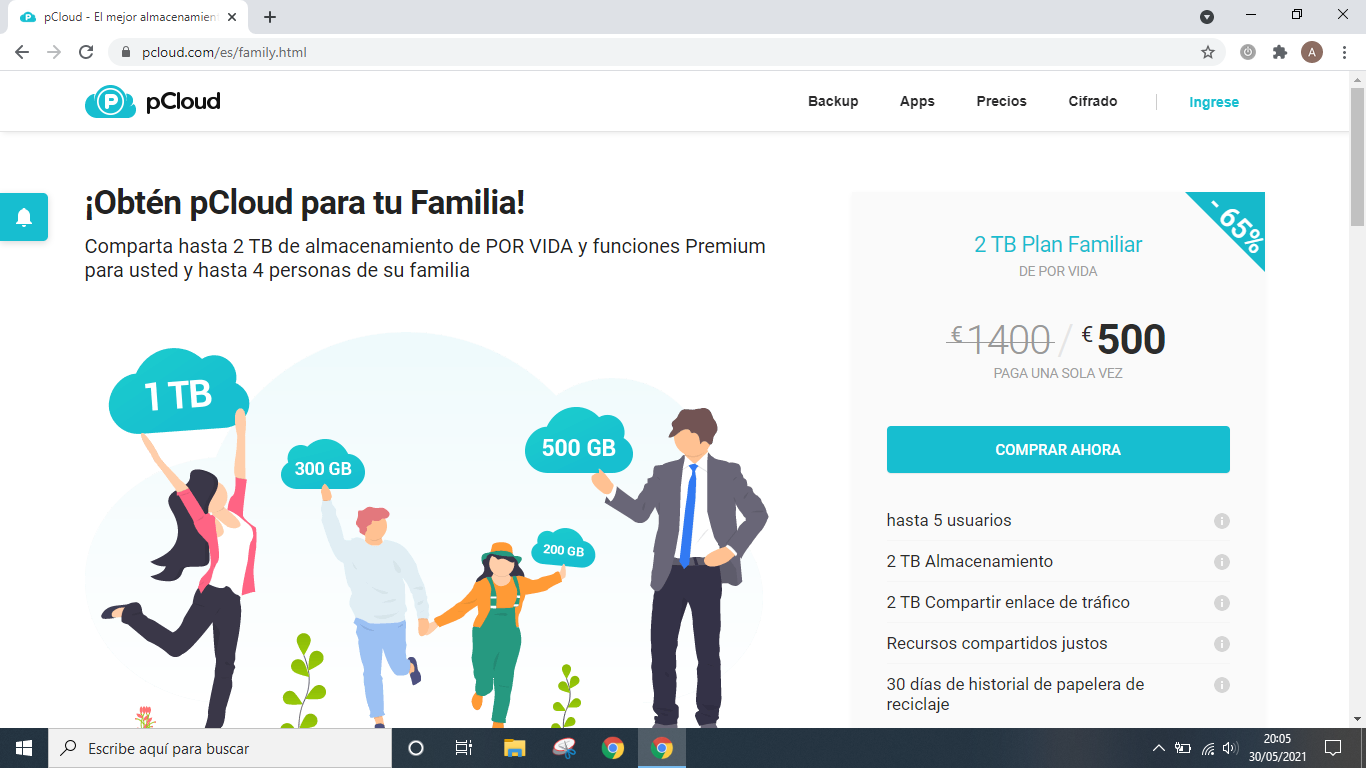 pCloud - El mejor almacenamien
pcloud.com/es/family.html
A
P
pCloud
Backup
Apps
Precios
Cifrado
Ingrese
¡Obtén pCloud para tu Familia!
Comparta hasta 2 TB de almacenamiento de POR VIDA y funciones Premium
para usted y hasta 4 personas de su familia
1 TB
300 GB
500 GB
200 GB
- 65%
2 TB Plan Familiar
DE POR VIDA
€1400 / €500
PAGA UNA SOLA VEZ
COMPRAR AHORA
hasta 5 usuarios
2 TB Almacenamiento
2 TB Compartir enlace de tráfico
Recursos compartidos justos
30 días de historial de papelera de
reciclaje
Escribe aquí para buscar
20:05
30/05/2021